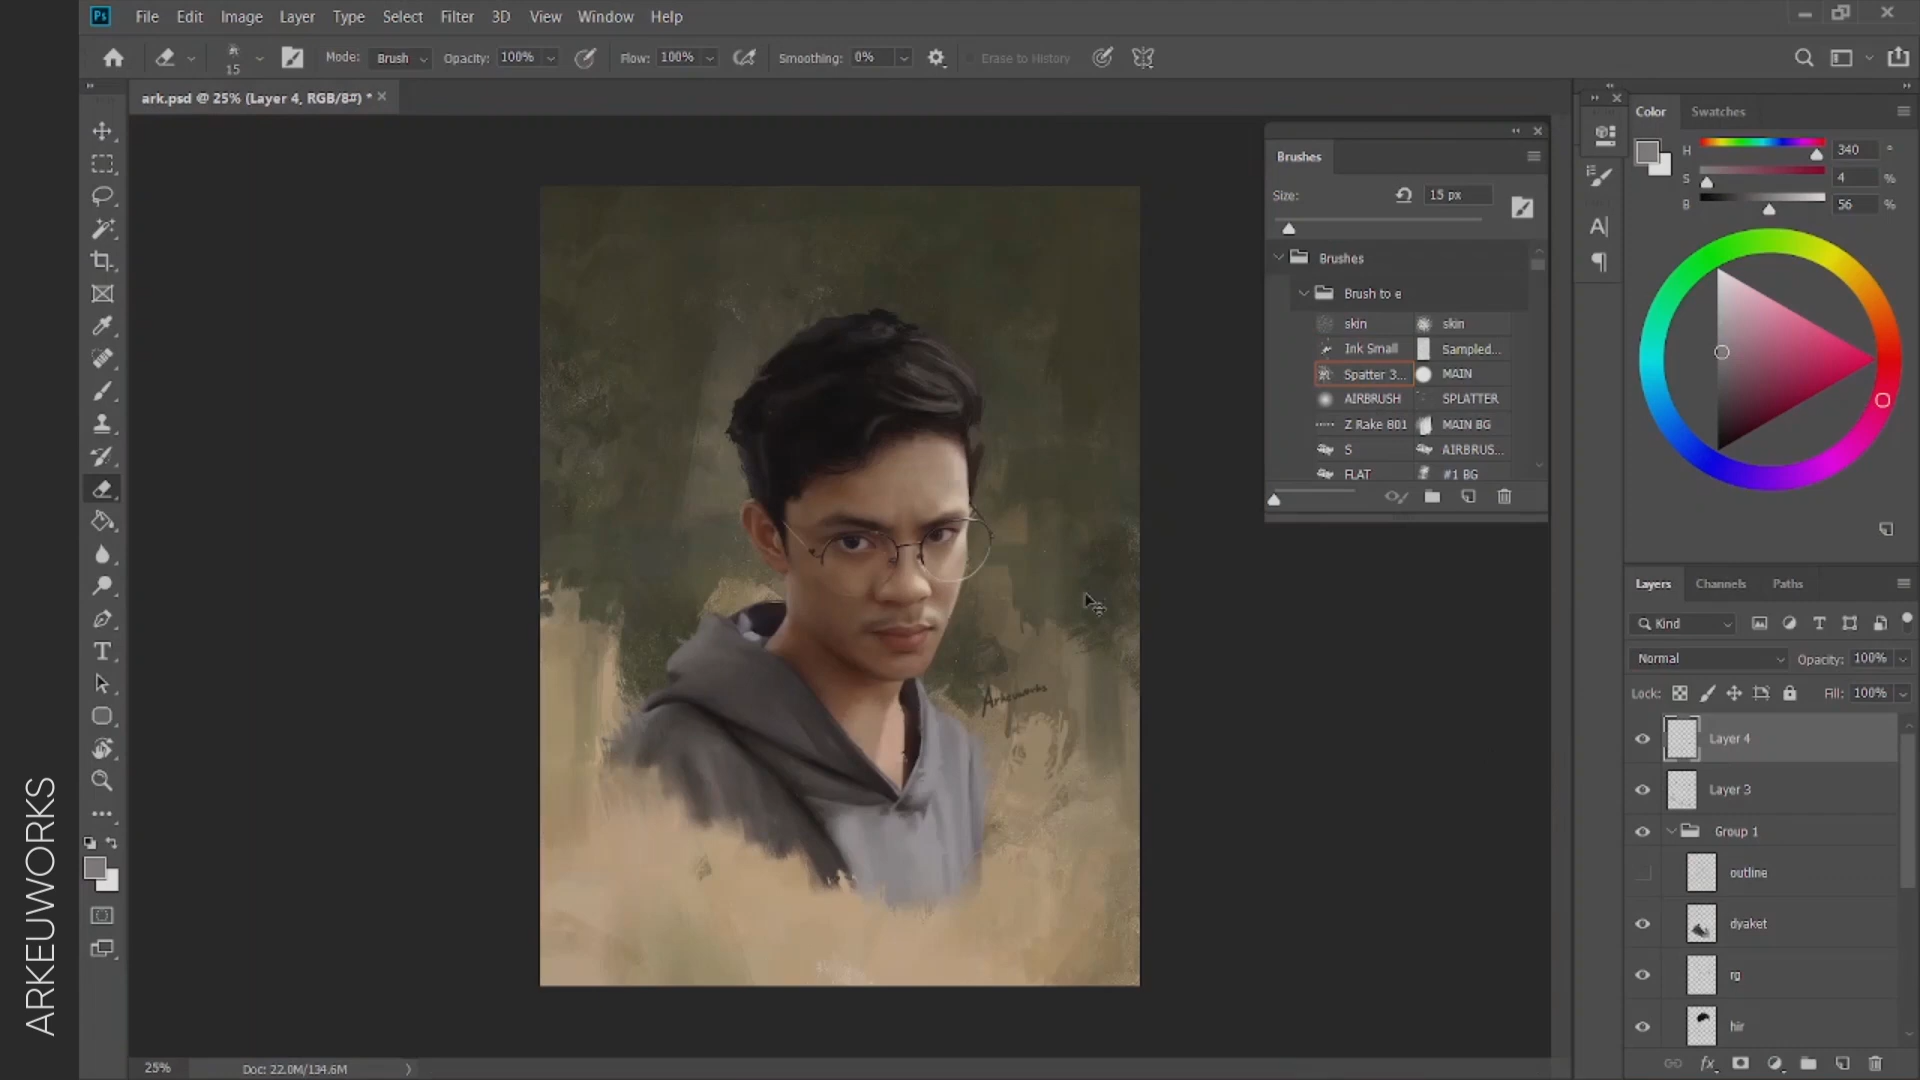 Ps File Edit Image Layer Type Select Filter 3D View Window Help
15 Mode: Brush Opacity: 100% Flow: 100% Smoothing: 0% Erase to History
ark.psd @ 25% (Layer 4, RGB/8#) *
Brushes
Size: 15 px
Brushes
Brush to e
skin skin
Ink Small Sampled...
Spatter 3... MAIN
AIRBRUSH SPLATTER
Z Rake 801 MAIN BG
S AIRBRUS...
FLAT #1 BG
Color Swatches
H 340 °
S 4 %
B 56 %
Layers Channels Paths
Kind
Normal Opacity: 100%
Lock: Fill: 100%
Layer 4
Layer 3
Group 1
outline
dyaket
rg
hir
Arkeuworks
ARKEUWORKS
25% Doc: 22.0M/134.6M